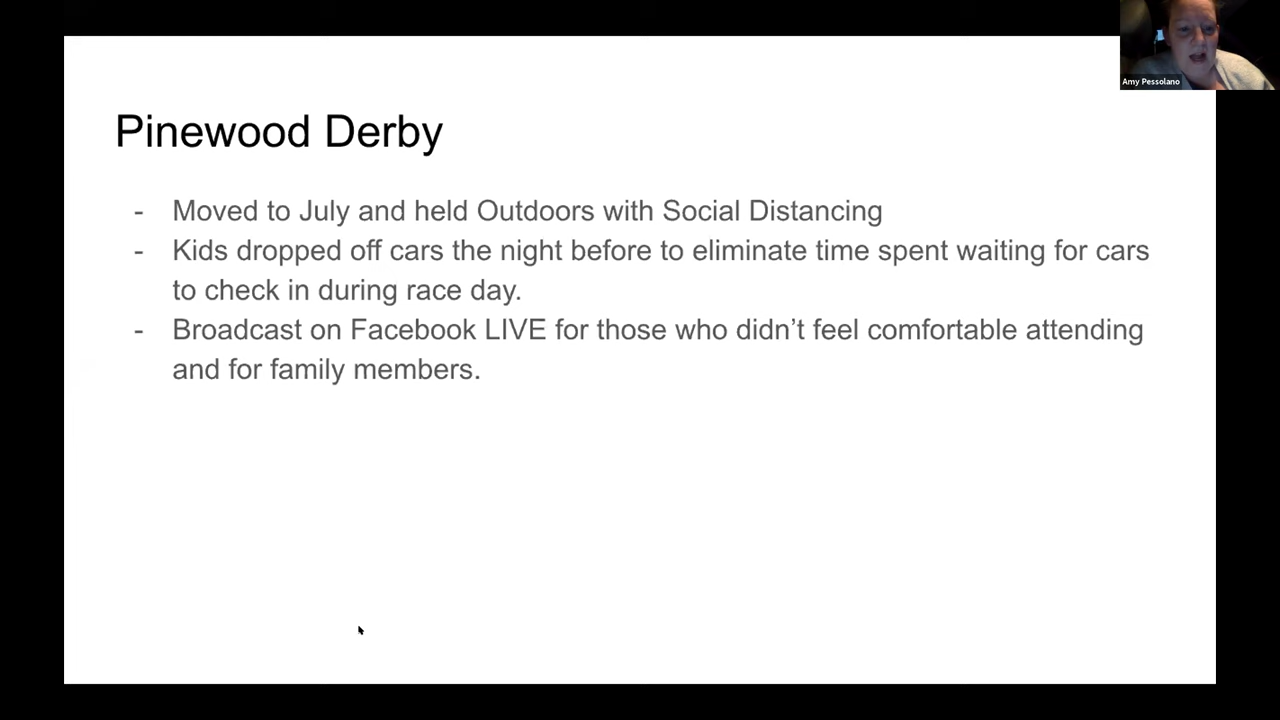 Amy Pessolano
Pinewood Derby
- Moved to July and held Outdoors with Social Distancing
- Kids dropped off cars the night before to eliminate time spent waiting for cars
to check in during race day.
- Broadcast on Facebook LIVE for those who didn’t feel comfortable attending
and for family members.